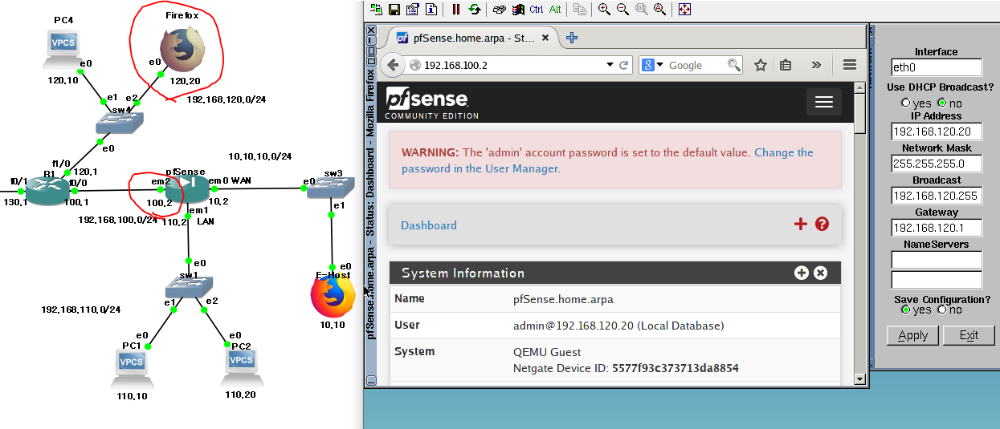 PC4
VPCS
e0
120.10
Firefox
e0
120.20
192.168.120.0/24
e1
e2
sw4
e0
f1/0
120.1
R1
f0/1
130.1
f0/0
100.1
192.168.100.0/24
em2
100.2
pfSense
em0 WAN
10.2
10.10.10.0/24
em1
110.2
LAN
e0
sw3
e1
e0
E-Host
10.10
e0
sw1
e1
e2
192.168.110.0/24
e0
PC1
VPCS
110.10
e0
PC2
VPCS
110.20
Ctrl Alt
pfSense.home.arpa - Status: Dashboard - Mozilla Firefox
pfSense.home.arpa - St...
192.168.100.2
Google
pfsense
COMMUNITY EDITION
WARNING: The 'admin' account password is set to the default value. Change the
password in the User Manager.
Dashboard
System Information
Name pfSense.home.arpa
User admin@192.168.120.20 (Local Database)
System QEMU Guest
Netgate Device ID: 5577f93c373713da8854
Interface
eth0
Use DHCP Broadcast?
yes no
IP Address
192.168.120.20
Network Mask
255.255.255.0
Broadcast
192.168.120.255
Gateway
192.168.120.1
NameServers
Save Configuration?
yes no
Apply Exit